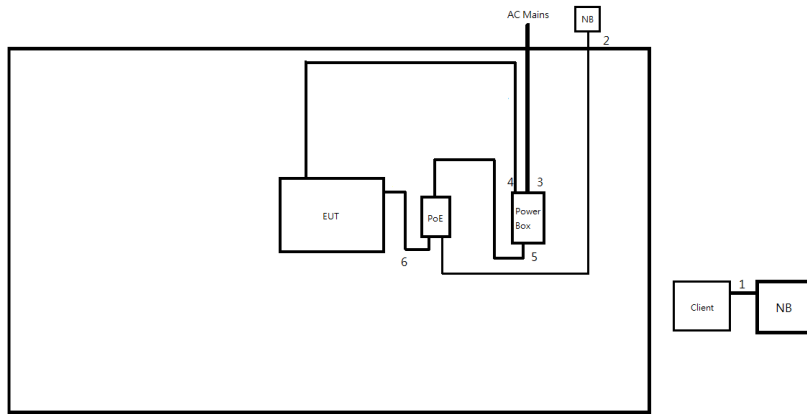 AC Mains
NB
2
4
3
EUT
PoE
Power
Box
6
5
1
Client
NB